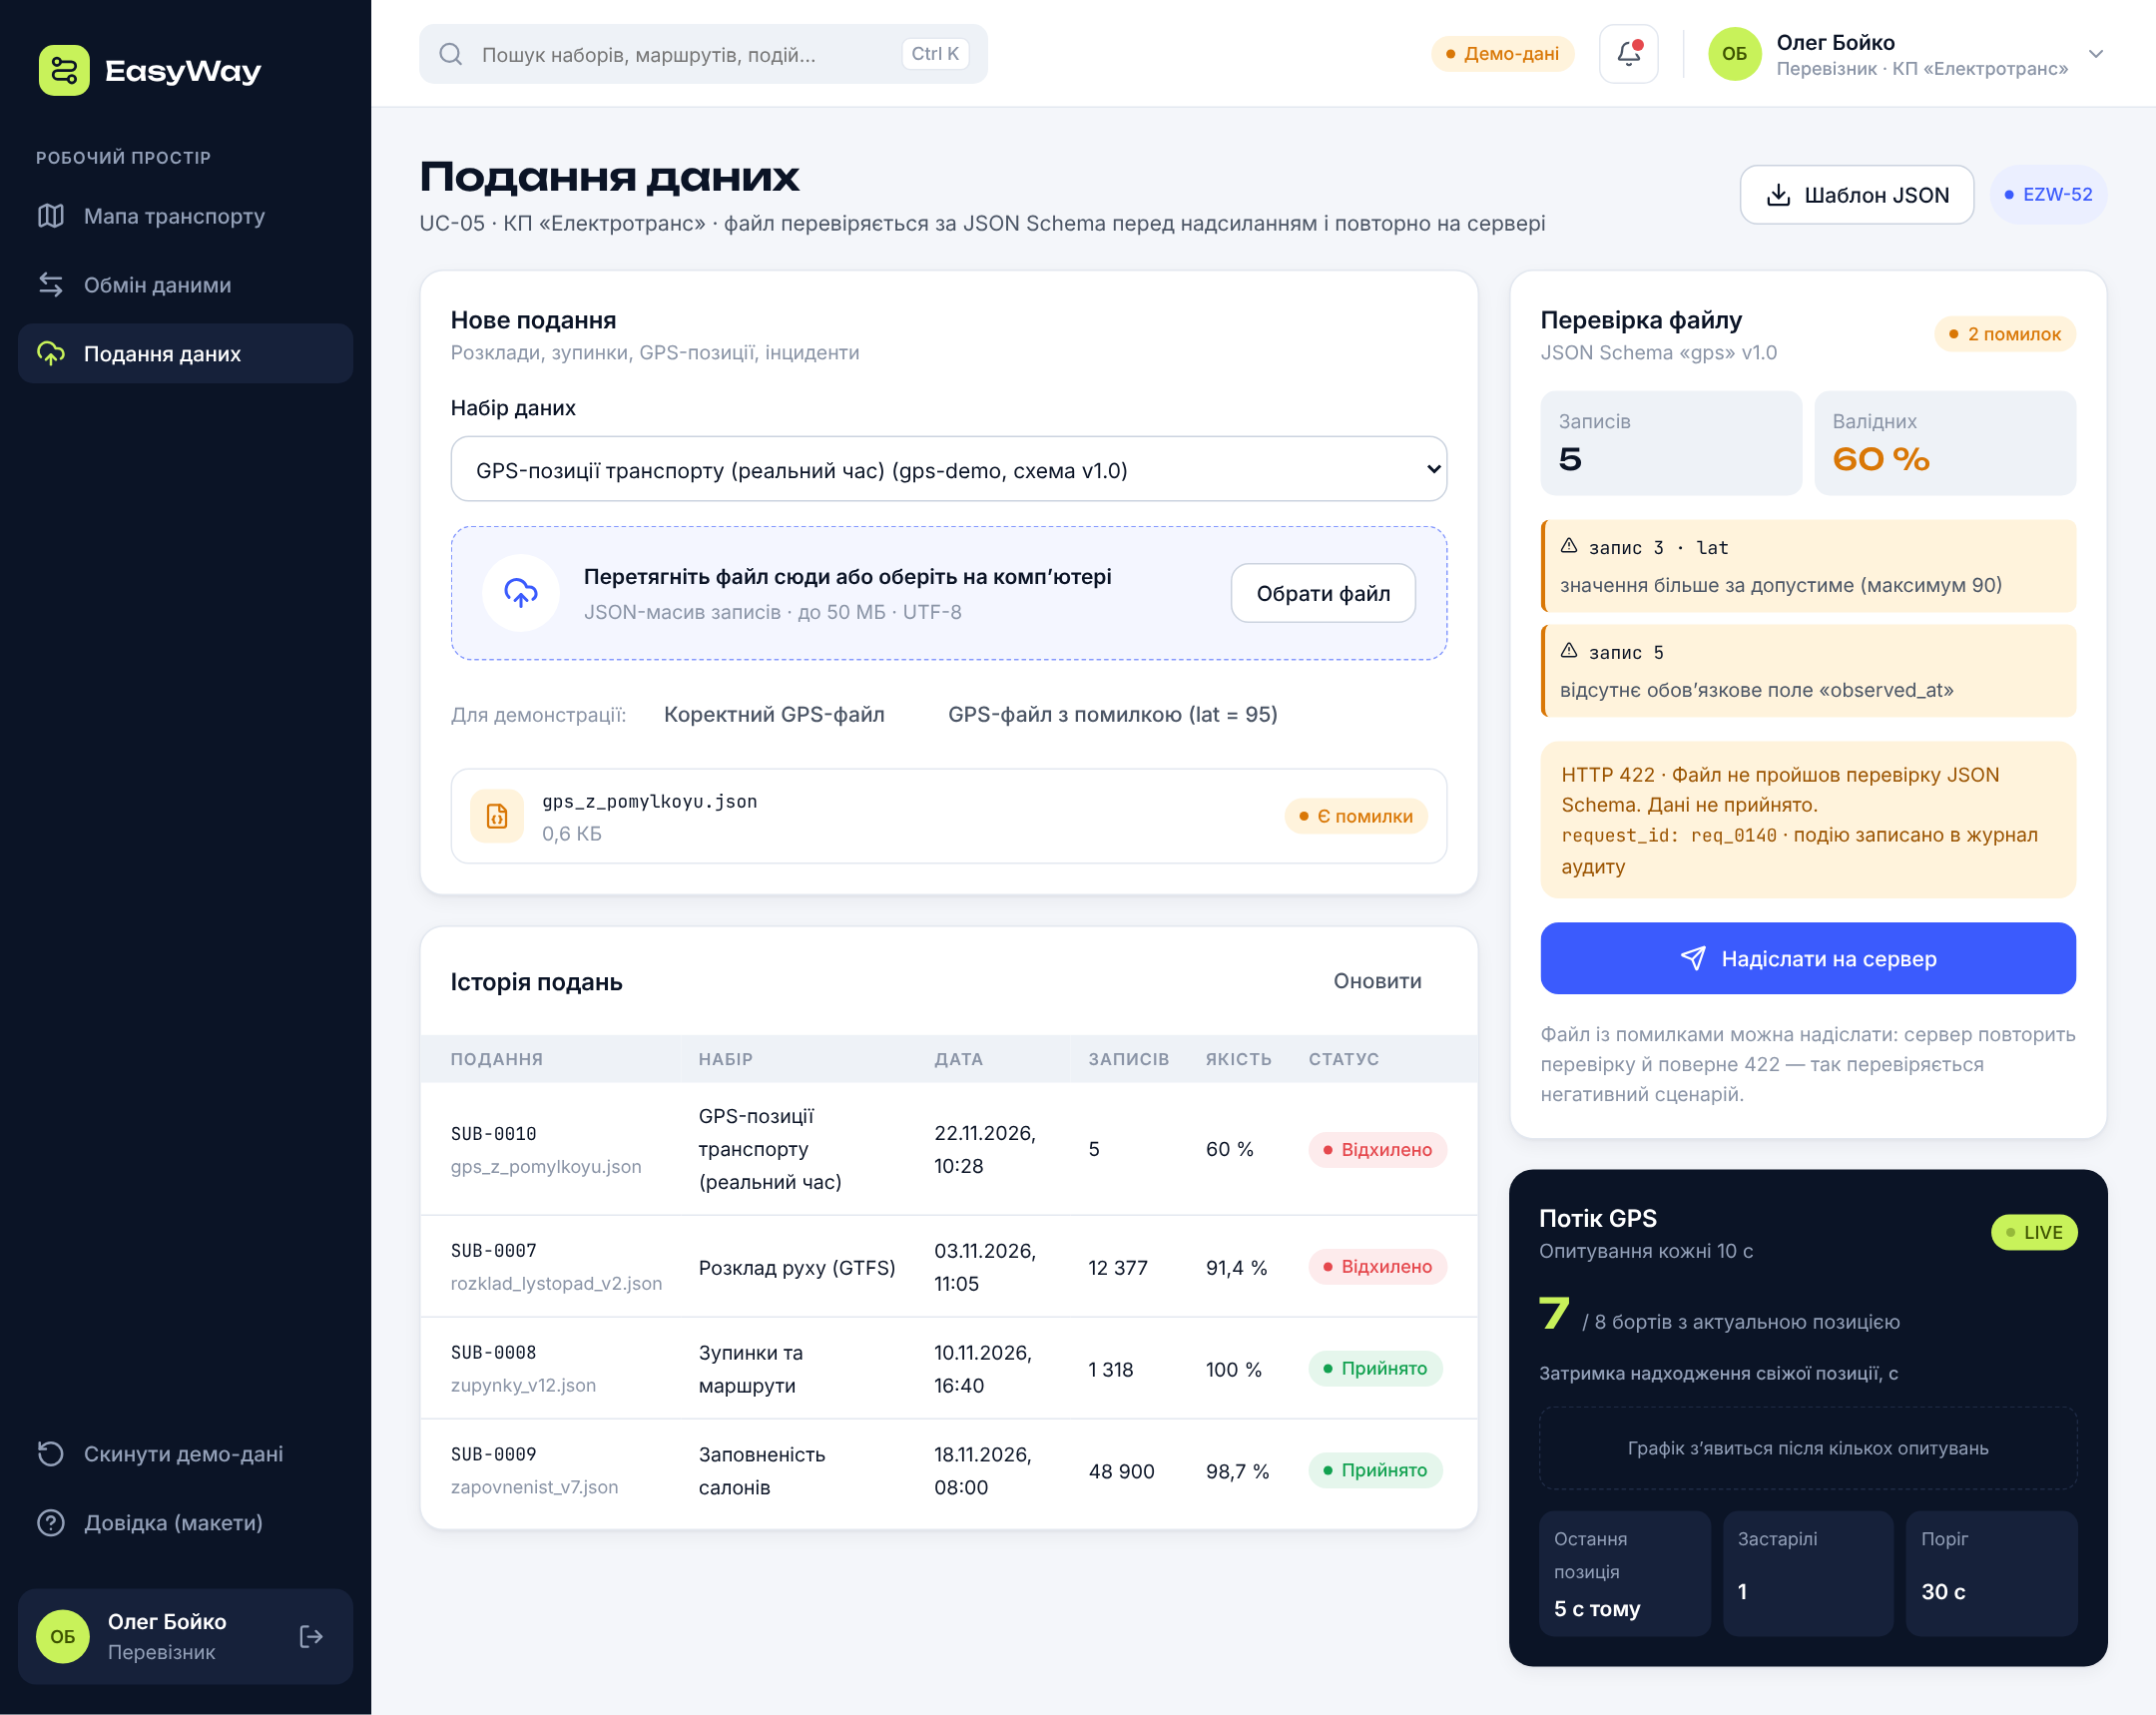 EasyWay
РОБОЧИЙ ПРОСТІР
Мапа транспорту
Обмін даними
Подання даних
Скинути демо-дані
Довідка (макети)
ОБ
Олег Бойко
Перевізник
Пошук наборів, маршрутів, подій...
Ctrl K
Демо-дані
ОБ
Олег Бойко
Перевізник · КП «Електротранс»
Подання даних
UC-05 · КП «Електротранс» · файл перевіряється за JSON Schema перед надсиланням і повторно на сервері
Шаблон JSON
EZW-52
Нове подання
Розклади, зупинки, GPS-позиції, інциденти
Набір даних
GPS-позиції транспорту (реальний час) (gps-demo, схема v1.0)
Перетягніть файл сюди або оберіть на комп’ютері
JSON-масив записів · до 50 МБ · UTF-8
Обрати файл
Для демонстрації:
Коректний GPS-файл
GPS-файл з помилкою (lat = 95)
gps_z_pomylkoyu.json
0,6 КБ
Є помилки
Історія подань
Оновити
ПОДАННЯ НАБІР ДАТА ЗАПИСІВ ЯКІСТЬ СТАТУС
SUB-0010
gps_z_pomylkoyu.json
GPS-позиції
транспорту
(реальний час)
22.11.2026,
10:28
5
60 %
Відхилено
SUB-0007
rozklad_lystopad_v2.json
Розклад руху (GTFS)
03.11.2026,
11:05
12 377
91,4 %
Відхилено
SUB-0008
zupynky_v12.json
Зупинки та
маршрути
10.11.2026,
16:40
1 318
100 %
Прийнято
SUB-0009
zapovnenist_v7.json
Заповненість
салонів
18.11.2026,
08:00
48 900
98,7 %
Прийнято
Перевірка файлу
JSON Schema «gps» v1.0
2 помилок
Записів
5
Валідних
60 %
запис 3 · lat
значення більше за допустиме (максимум 90)
запис 5
відсутнє обов’язкове поле «observed_at»
HTTP 422 · Файл не пройшов перевірку JSON
Schema. Дані не прийнято.
request_id: req_0140 · подію записано в журнал
аудиту
Надіслати на сервер
Файл із помилками можна надіслати: сервер повторить
перевірку й поверне 422 — так перевіряється
негативний сценарій.
Потік GPS
Опитування кожні 10 с
LIVE
7 / 8 бортів з актуальною позицією
Затримка надходження свіжої позиції, с
Графік з’явиться після кількох опитувань
Остання
позиція
5 с тому
Застарілі
1
Поріг
30 с